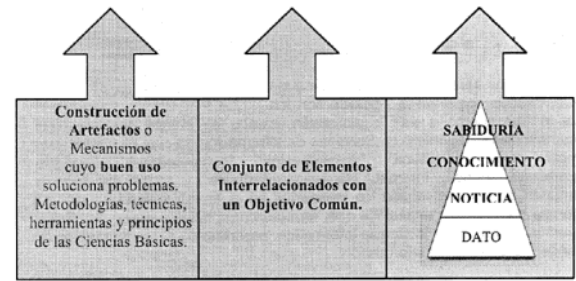 Construcción de
Artefactos o
Mecanismos
cuyo buen uso
soluciona problemas.
Metodologías, técnicas,
herramientas y principios
de las Ciencias Básicas.
Conjunto de Elementos
Interrelacionados con
un Objetivo Común.
SABIDURÍA
CONOCIMIENTO
NOTICIA
DATO